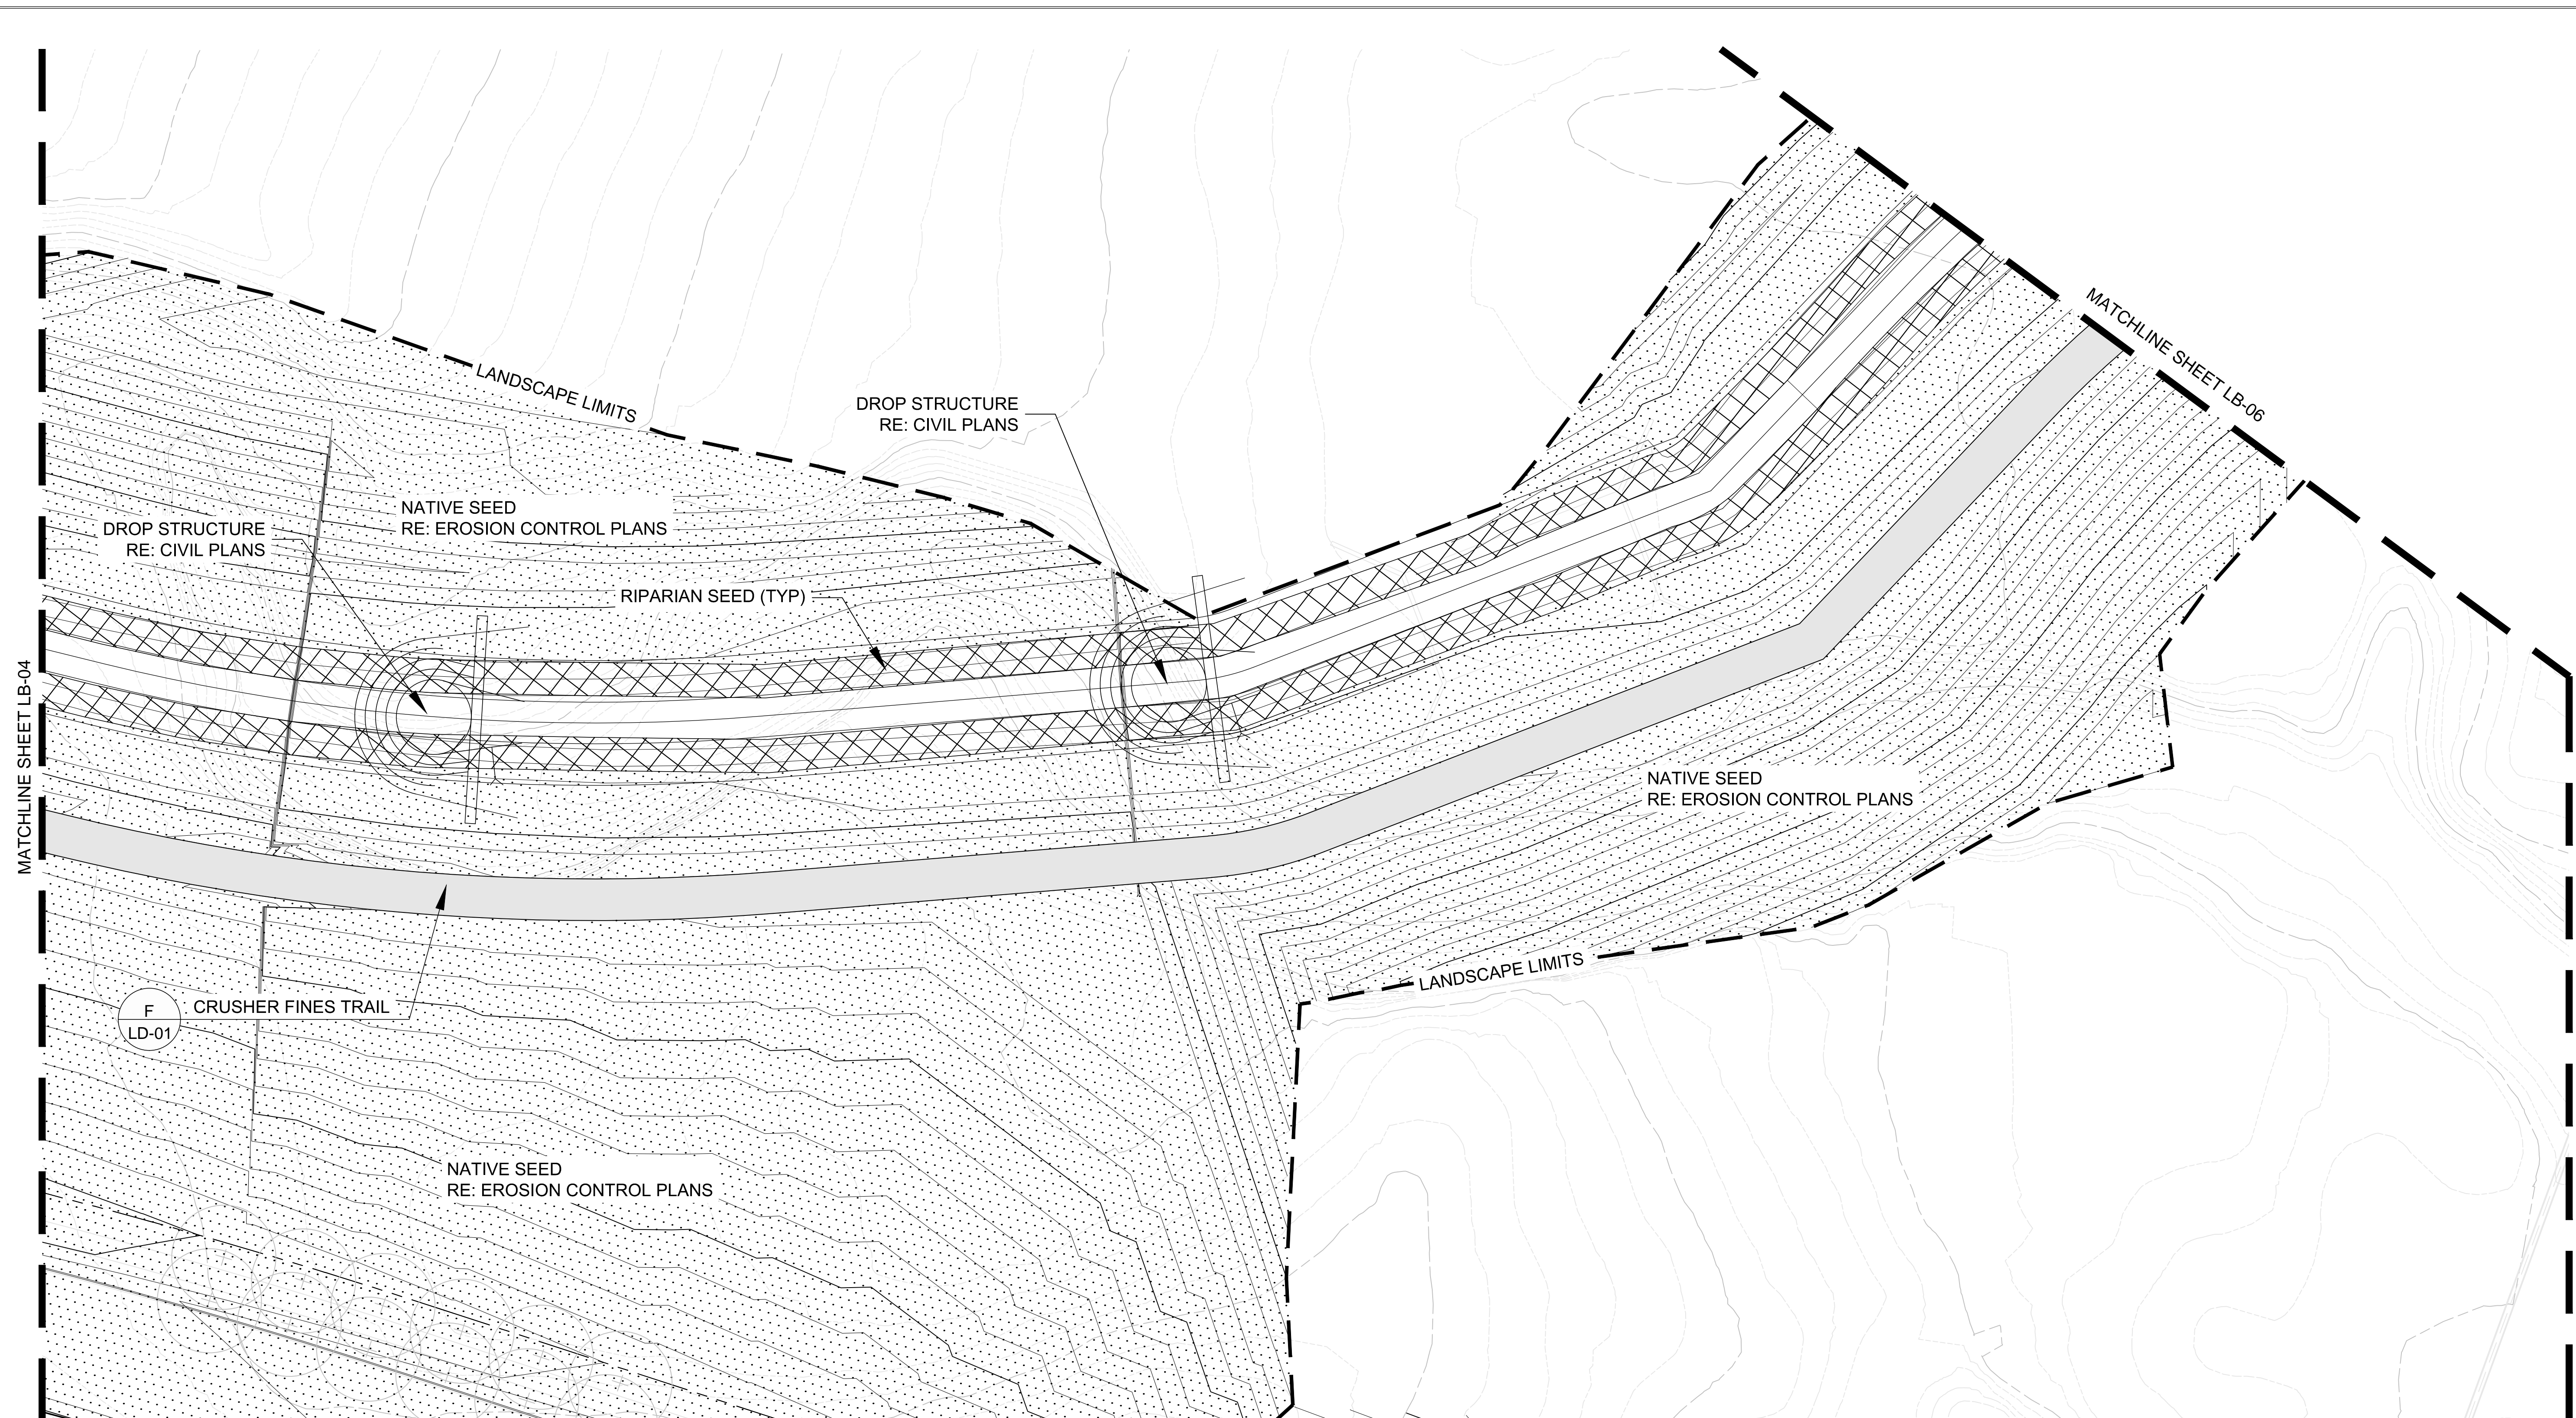 MATCHLINE SHEET LB-06
LANDSCAPE LIMITS
DROP STRUCTURE
RE: CIVIL PLANS
NATIVE SEED
RE: EROSION CONTROL PLANS
DROP STRUCTURE
RE: CIVIL PLANS
RIPARIAN SEED (TYP)
MATCHLINE SHEET LB-04
NATIVE SEED
RE: EROSION CONTROL PLANS
LANDSCAPE LIMITS
F
LD-01
CRUSHER FINES TRAIL
NATIVE SEED
RE: EROSION CONTROL PLANS